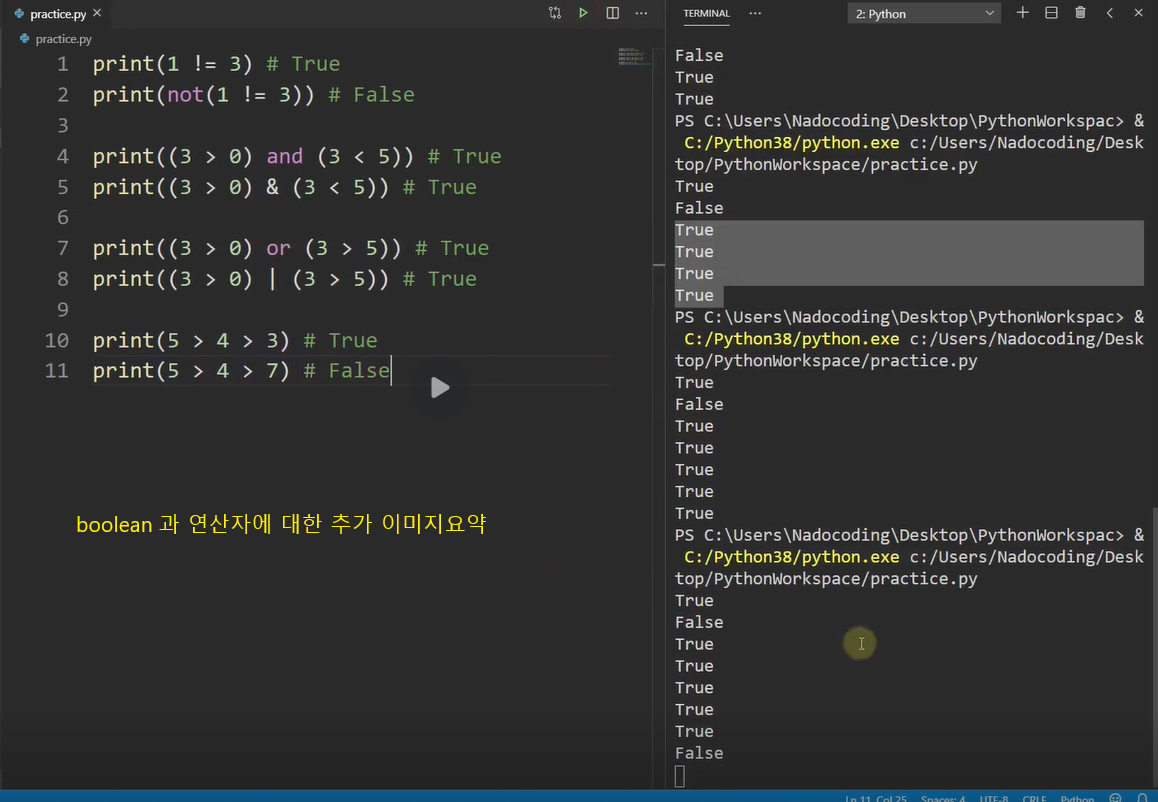 practice.py
practice.py
1 print(1 != 3) # True
2 print(not(1 != 3)) # False
3
4 print((3 > 0) and (3 < 5)) # True
5 print((3 > 0) & (3 < 5)) # True
6
7 print((3 > 0) or (3 > 5)) # True
8 print((3 > 0) | (3 > 5)) # True
9
10 print(5 > 4 > 3) # True
11 print(5 > 4 > 7) # False
boolean 과 연산자에 대한 추가 이미지요약
TERMINAL
2: Python
False
True
True
PS C:\Users\Nadocoding\Desktop\PythonWorkspac> &
C:/Python38/python.exe c:/Users/Nadocoding/Desk
top/PythonWorkspace/practice.py
True
False
True
True
True
True
PS C:\Users\Nadocoding\Desktop\PythonWorkspac> &
C:/Python38/python.exe c:/Users/Nadocoding/Desk
top/PythonWorkspace/practice.py
True
False
True
True
True
True
True
PS C:\Users\Nadocoding\Desktop\PythonWorkspac> &
C:/Python38/python.exe c:/Users/Nadocoding/Desk
top/PythonWorkspace/practice.py
True
False
True
True
True
True
True
False
Ln 11, Col 25 Spaces: 4 UTF-8 CRLF Python